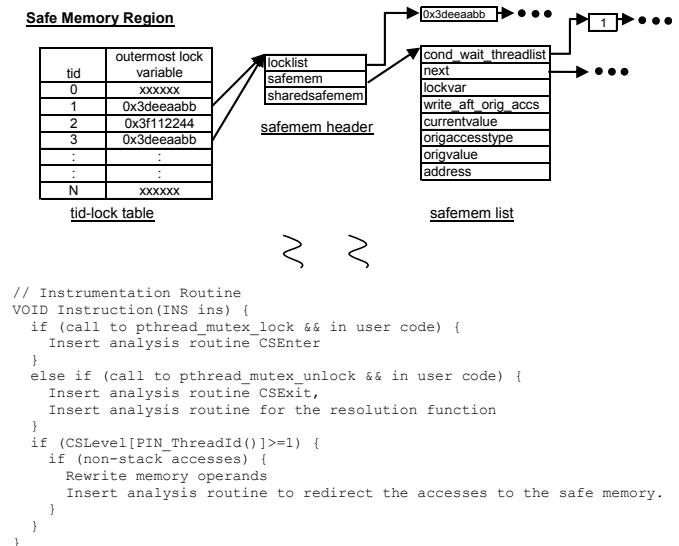 Safe Memory Region
tid
outermost lock
variable
0 xxxxxx
1 0x3deeaabb
2 0x3f112244
3 0x3deeaabb
: :
: :
N xxxxxx
tid-lock table
locklist
safemem
sharedsafemem
safemem header
0x3deeaabb
cond_wait_threadlist
next
lockvar
write_aft_orig_accs
currentvalue
origaccesstype
origvalue
address
safemem list
1
// Instrumentation Routine
VOID Instruction(INS ins) {
if (call to pthread_mutex_lock && in user code) {
Insert analysis routine CSEnter
}
else if (call to pthread_mutex_unlock && in user code) {
Insert analysis routine CSExit,
Insert analysis routine for the resolution function
}
if (CSLevel[PIN_ThreadId()]>=1) {
if (non-stack accesses) {
Rewrite memory operands
Insert analysis routine to redirect the accesses to the safe memory.
}
}
}